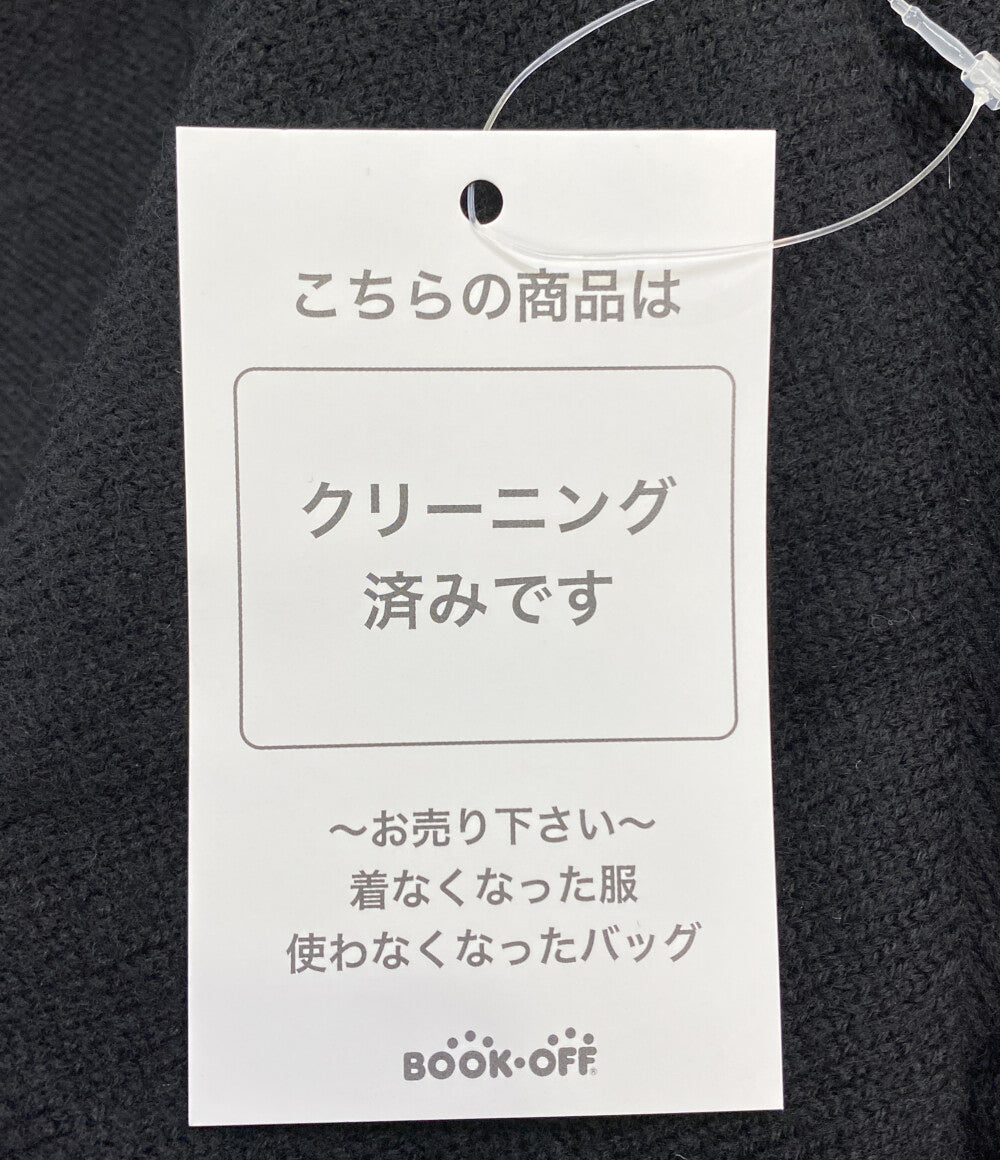 こちらの商品は
クリーニング
済みです
～お売り下さい～
着なくなった服
使わなくなったバッグ
BOOK・OFF®